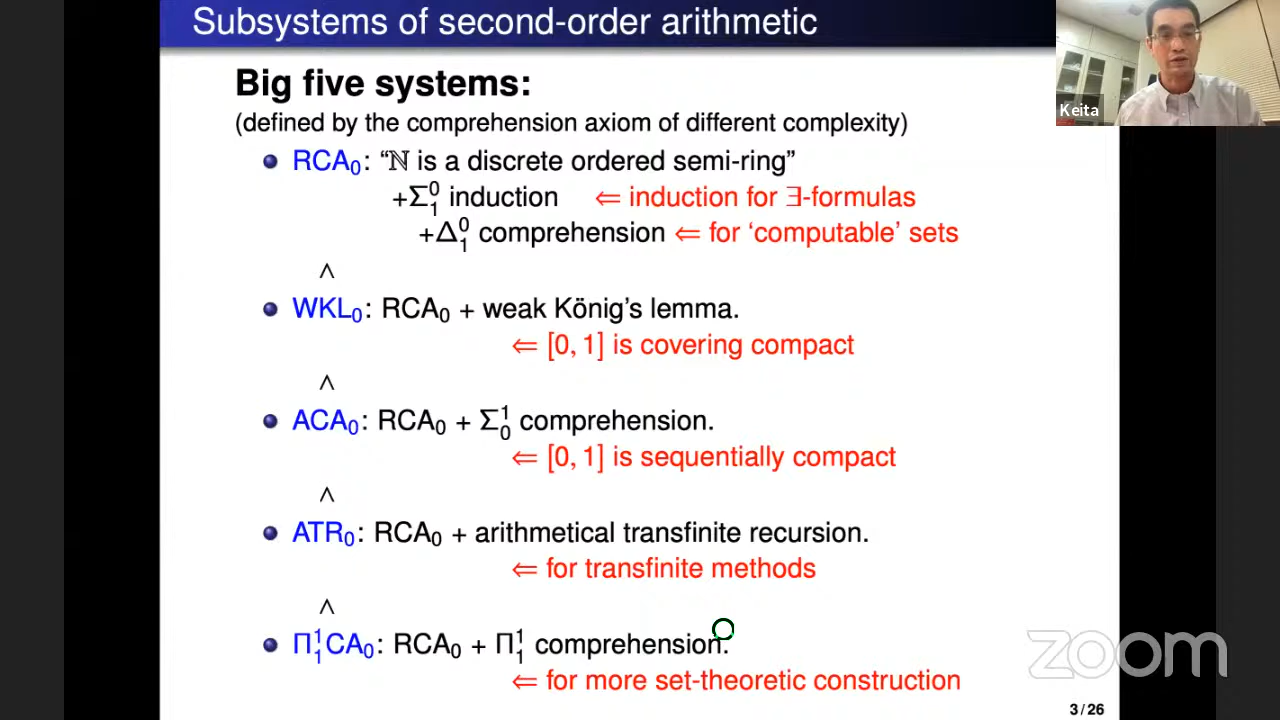 Subsystems of second-order arithmetic
Keita
Big five systems:
(defined by the comprehension axiom of different complexity)
RCA₀: “ℕ is a discrete ordered semi-ring”
+Σ⁰₁ induction ⇐ induction for ∃-formulas
+Δ⁰₁ comprehension ⇐ for ‘computable’ sets
∧
WKL₀: RCA₀ + weak König’s lemma.
⇐ [0, 1] is covering compact
∧
ACA₀: RCA₀ + Σ¹₀ comprehension.
⇐ [0, 1] is sequentially compact
∧
ATR₀: RCA₀ + arithmetical transfinite recursion.
⇐ for transfinite methods
∧
Π¹₁CA₀: RCA₀ + Π¹₁ comprehension.
⇐ for more set-theoretic construction
zoom
3 / 26